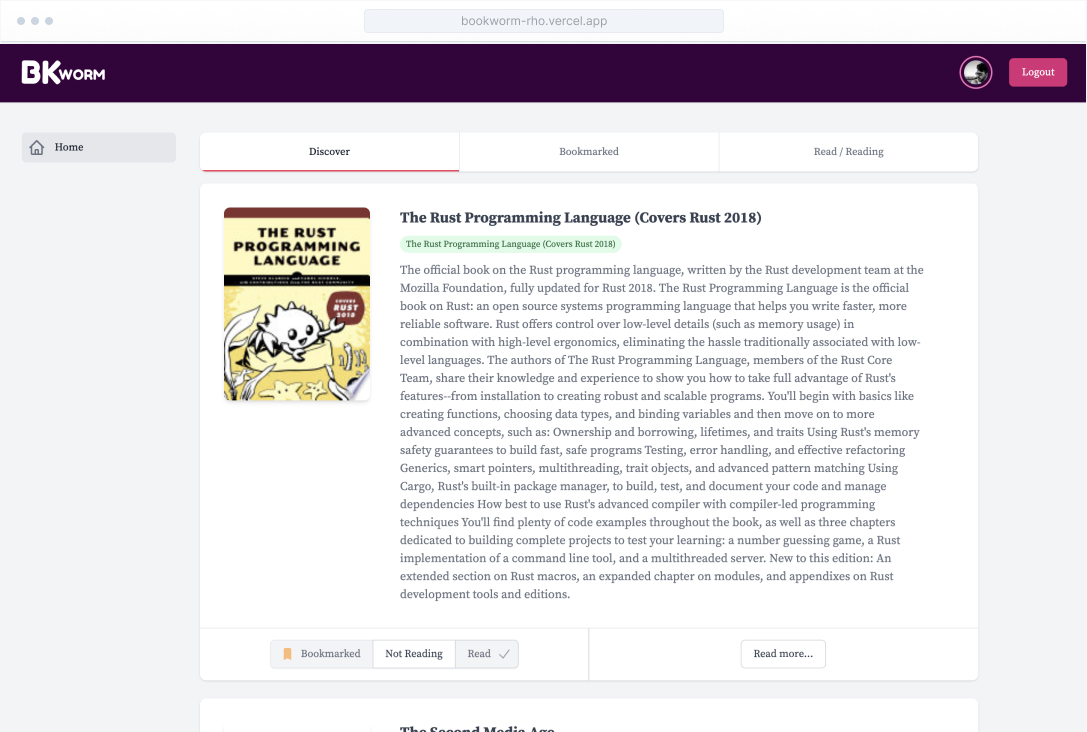 bookworm-rho.vercel.app
BKWORM
Logout
Home
Discover
Bookmarked
Read / Reading
THE RUST
PROGRAMMING
LANGUAGE
COVERS
RUST
2018
The Rust Programming Language (Covers Rust 2018)
The Rust Programming Language (Covers Rust 2018)
The official book on the Rust programming language, written by the Rust development team at the
Mozilla Foundation, fully updated for Rust 2018. The Rust Programming Language is the official
book on Rust: an open source systems programming language that helps you write faster, more
reliable software. Rust offers control over low-level details (such as memory usage) in
combination with high-level ergonomics, eliminating the hassle traditionally associated with low-
level languages. The authors of The Rust Programming Language, members of the Rust Core
Team, share their knowledge and experience to show you how to take full advantage of Rust's
features--from installation to creating robust and scalable programs. You'll begin with basics like
creating functions, choosing data types, and binding variables and then move on to more
advanced concepts, such as: Ownership and borrowing, lifetimes, and traits Using Rust's memory
safety guarantees to build fast, safe programs Testing, error handling, and effective refactoring
Generics, smart pointers, multithreading, trait objects, and advanced pattern matching Using
Cargo, Rust's built-in package manager, to build, test, and document your code and manage
dependencies How best to use Rust's advanced compiler with compiler-led programming
techniques You'll find plenty of code examples throughout the book, as well as three chapters
dedicated to building complete projects to test your learning: a number guessing game, a Rust
implementation of a command line tool, and a multithreaded server. New to this edition: An
extended section on Rust macros, an expanded chapter on modules, and appendixes on Rust
development tools and editions.
Bookmarked
Not Reading
Read
Read more...
The Second Media Age